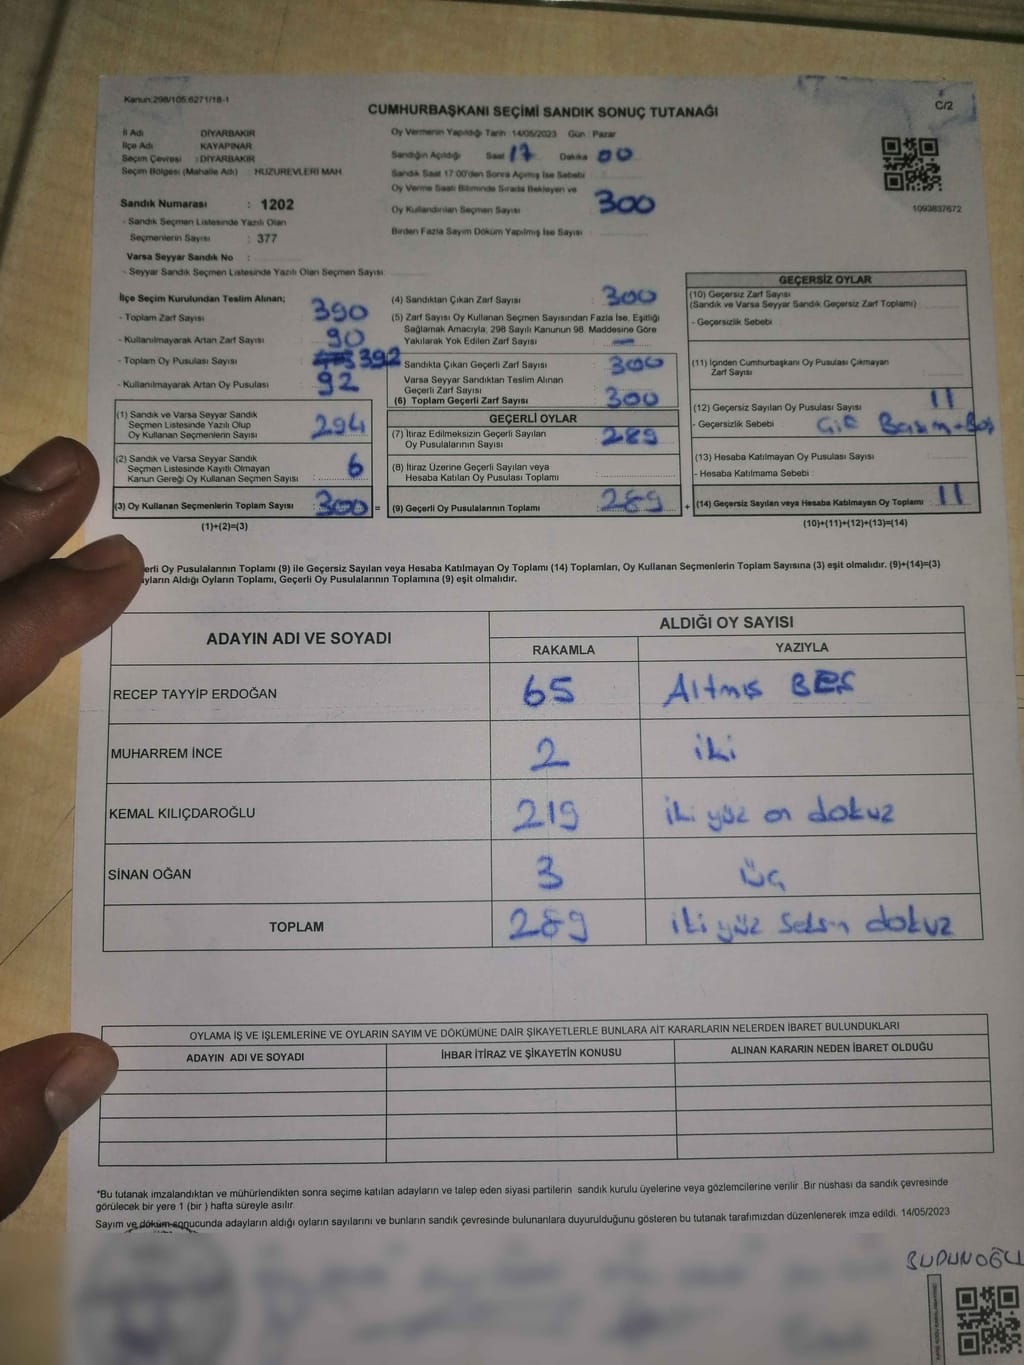 Kanun:298/105:6271/18-1
C/2
CUMHURBAŞKANI SEÇİMİ SANDIK SONUÇ TUTANAĞI
İl Adı DİYARBAKIR
İlçe Adı KAYAPINAR
Seçim Çevresi : DİYARBAKIR
Seçim Bölgesi (Mahalle Adı) : HUZUREVLERİ MAH.
Sandık Numarası : 1202
- Sandık Seçmen Listesinde Yazılı Olan
Seçmenlerin Sayısı : 377
Varsa Seyyar Sandık No :
- Seyyar Sandık Seçmen Listesinde Yazılı Olan Seçmen Sayısı:
Oy Vermenin Yapıldığı Tarih 14/05/2023 Gün : Pazar
Sandığın Açıldığı Saat 17 Dakika 00
Sandık Saat 17.00'den Sonra Açılmış İse Sebebi
Oy Verme Saati Bitiminde Sırada Bekleyen ve
Oy Kullandırılan Seçmen Sayısı 300
Birden Fazla Sayım Döküm Yapılmış İse Sayısı
1093837672
İlçe Seçim Kurulundan Teslim Alınan;
- Toplam Zarf Sayısı 390
- Kullanılmayarak Artan Zarf Sayısı 90
- Toplam Oy Pusulası Sayısı 392
- Kullanılmayarak Artan Oy Pusulası 92
(1) Sandık ve Varsa Seyyar Sandık
Seçmen Listesinde Yazılı Olup
Oy Kullanan Seçmenlerin Sayısı 294
(2) Sandık ve Varsa Seyyar Sandık
Seçmen Listesinde Kayıtlı Olmayan
Kanun Gereği Oy Kullanan Seçmen Sayısı 6
(3) Oy Kullanan Seçmenlerin Toplam Sayısı 300 =
(1)+(2)=(3)
(4) Sandıktan Çıkan Zarf Sayısı 300
(5) Zarf Sayısı Oy Kullanan Seçmen Sayısından Fazla İse, Eşitliği
Sağlamak Amacıyla; 298 Sayılı Kanunun 98. Maddesine Göre
Yakılarak Yok Edilen Zarf Sayısı —
Sandıkta Çıkan Geçerli Zarf Sayısı 300
Varsa Seyyar Sandıktan Teslim Alınan
Geçerli Zarf Sayısı
(6) Toplam Geçerli Zarf Sayısı 300
GEÇERLİ OYLAR
(7) İtiraz Edilmeksizin Geçerli Sayılan
Oy Pusulalarının Sayısı 289
(8) İtiraz Üzerine Geçerli Sayılan veya
Hesaba Katılan Oy Pusulası Toplamı
(9) Geçerli Oy Pusulalarının Toplamı 289 +
GEÇERSİZ OYLAR
(10) Geçersiz Zarf Sayısı
(Sandık ve Varsa Seyyar Sandık Geçersiz Zarf Toplamı)
- Geçersizlik Sebebi :
(11) İçinden Cumhurbaşkanı Oy Pusulası Çıkmayan
Zarf Sayısı
(12) Geçersiz Sayılan Oy Pusulası Sayısı 11
- Geçersizlik Sebebi :
(13) Hesaba Katılmayan Oy Pusulası Sayısı
- Hesaba Katılmama Sebebi :
(14) Geçersiz Sayılan veya Hesaba Katılmayan Oy Toplamı 11
(10)+(11)+(12)+(13)=(14)
erli Oy Pusulalarının Toplamı (9) ile Geçersiz Sayılan veya Hesaba Katılmayan Oy Toplamı (14) Toplamları, Oy Kullanan Seçmenlerin Toplam Sayısına (3) eşit olmalıdır. (9)+(14)=(3)
yların Aldığı Oyların Toplamı, Geçerli Oy Pusulalarının Toplamına (9) eşit olmalıdır.
ADAYIN ADI VE SOYADI ALDIĞI OY SAYISI
RAKAMLA YAZIYLA
RECEP TAYYİP ERDOĞAN 65 Altmış BEŞ
MUHARREM İNCE 2 iki
KEMAL KILIÇDAROĞLU 219 iki yüz on dokuz
SİNAN OĞAN 3 üç
TOPLAM 289 iki yüz seksn dokuz
OYLAMA İŞ VE İŞLEMLERİNE VE OYLARIN SAYIM VE DÖKÜMÜNE DAİR ŞİKAYETLERLE BUNLARA AİT KARARLARIN NELERDEN İBARET BULUNDUKLARI
ADAYIN ADI VE SOYADI İHBAR İTİRAZ VE ŞİKAYETİN KONUSU ALINAN KARARIN NEDEN İBARET OLDUĞU
*Bu tutanak imzalandıktan ve mühürlendikten sonra seçime katılan adayların ve talep eden siyasi partilerin sandık kurulu üyelerine veya gözlemcilerine verilir. Bir nüshası da sandık çevresinde
görülecek bir yere 1 (bir ) hafta süreyle asılır.
Sayım ve döküm sonucunda adayların aldığı oyların sayılarını ve bunların sandık çevresinde bulunanlara duyurulduğunu gösteren bu tutanak tarafımızdan düzenlenerek imza edildi. 14/05/2023
BUDUNOĞLU